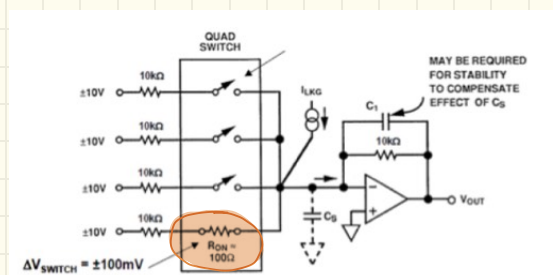 QUAD
SWITCH
MAY BE REQUIRED
FOR STABILITY
TO COMPENSATE
EFFECT OF CS
10kΩ
±10V
ILKG
C1
10kΩ
±10V
10kΩ
10kΩ
±10V
VOUT
10kΩ
±10V
CS
RON =
100Ω
ΔVSWITCH = ±100mV